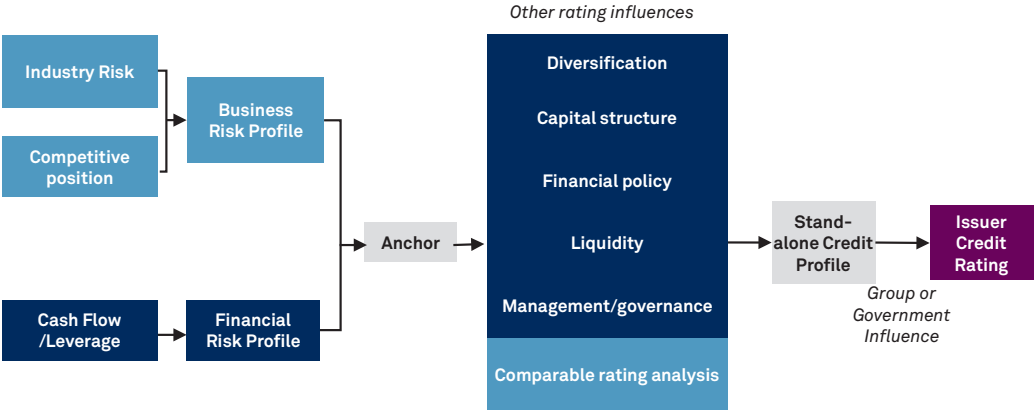 Other rating influences
Industry Risk
Competitive
position
Business
Risk Profile
Cash Flow
/Leverage
Financial
Risk Profile
Anchor
Diversification
Capital structure
Financial policy
Liquidity
Management/governance
Comparable rating analysis
Stand-
alone Credit
Profile
Group or
Government
Influence
Issuer
Credit
Rating